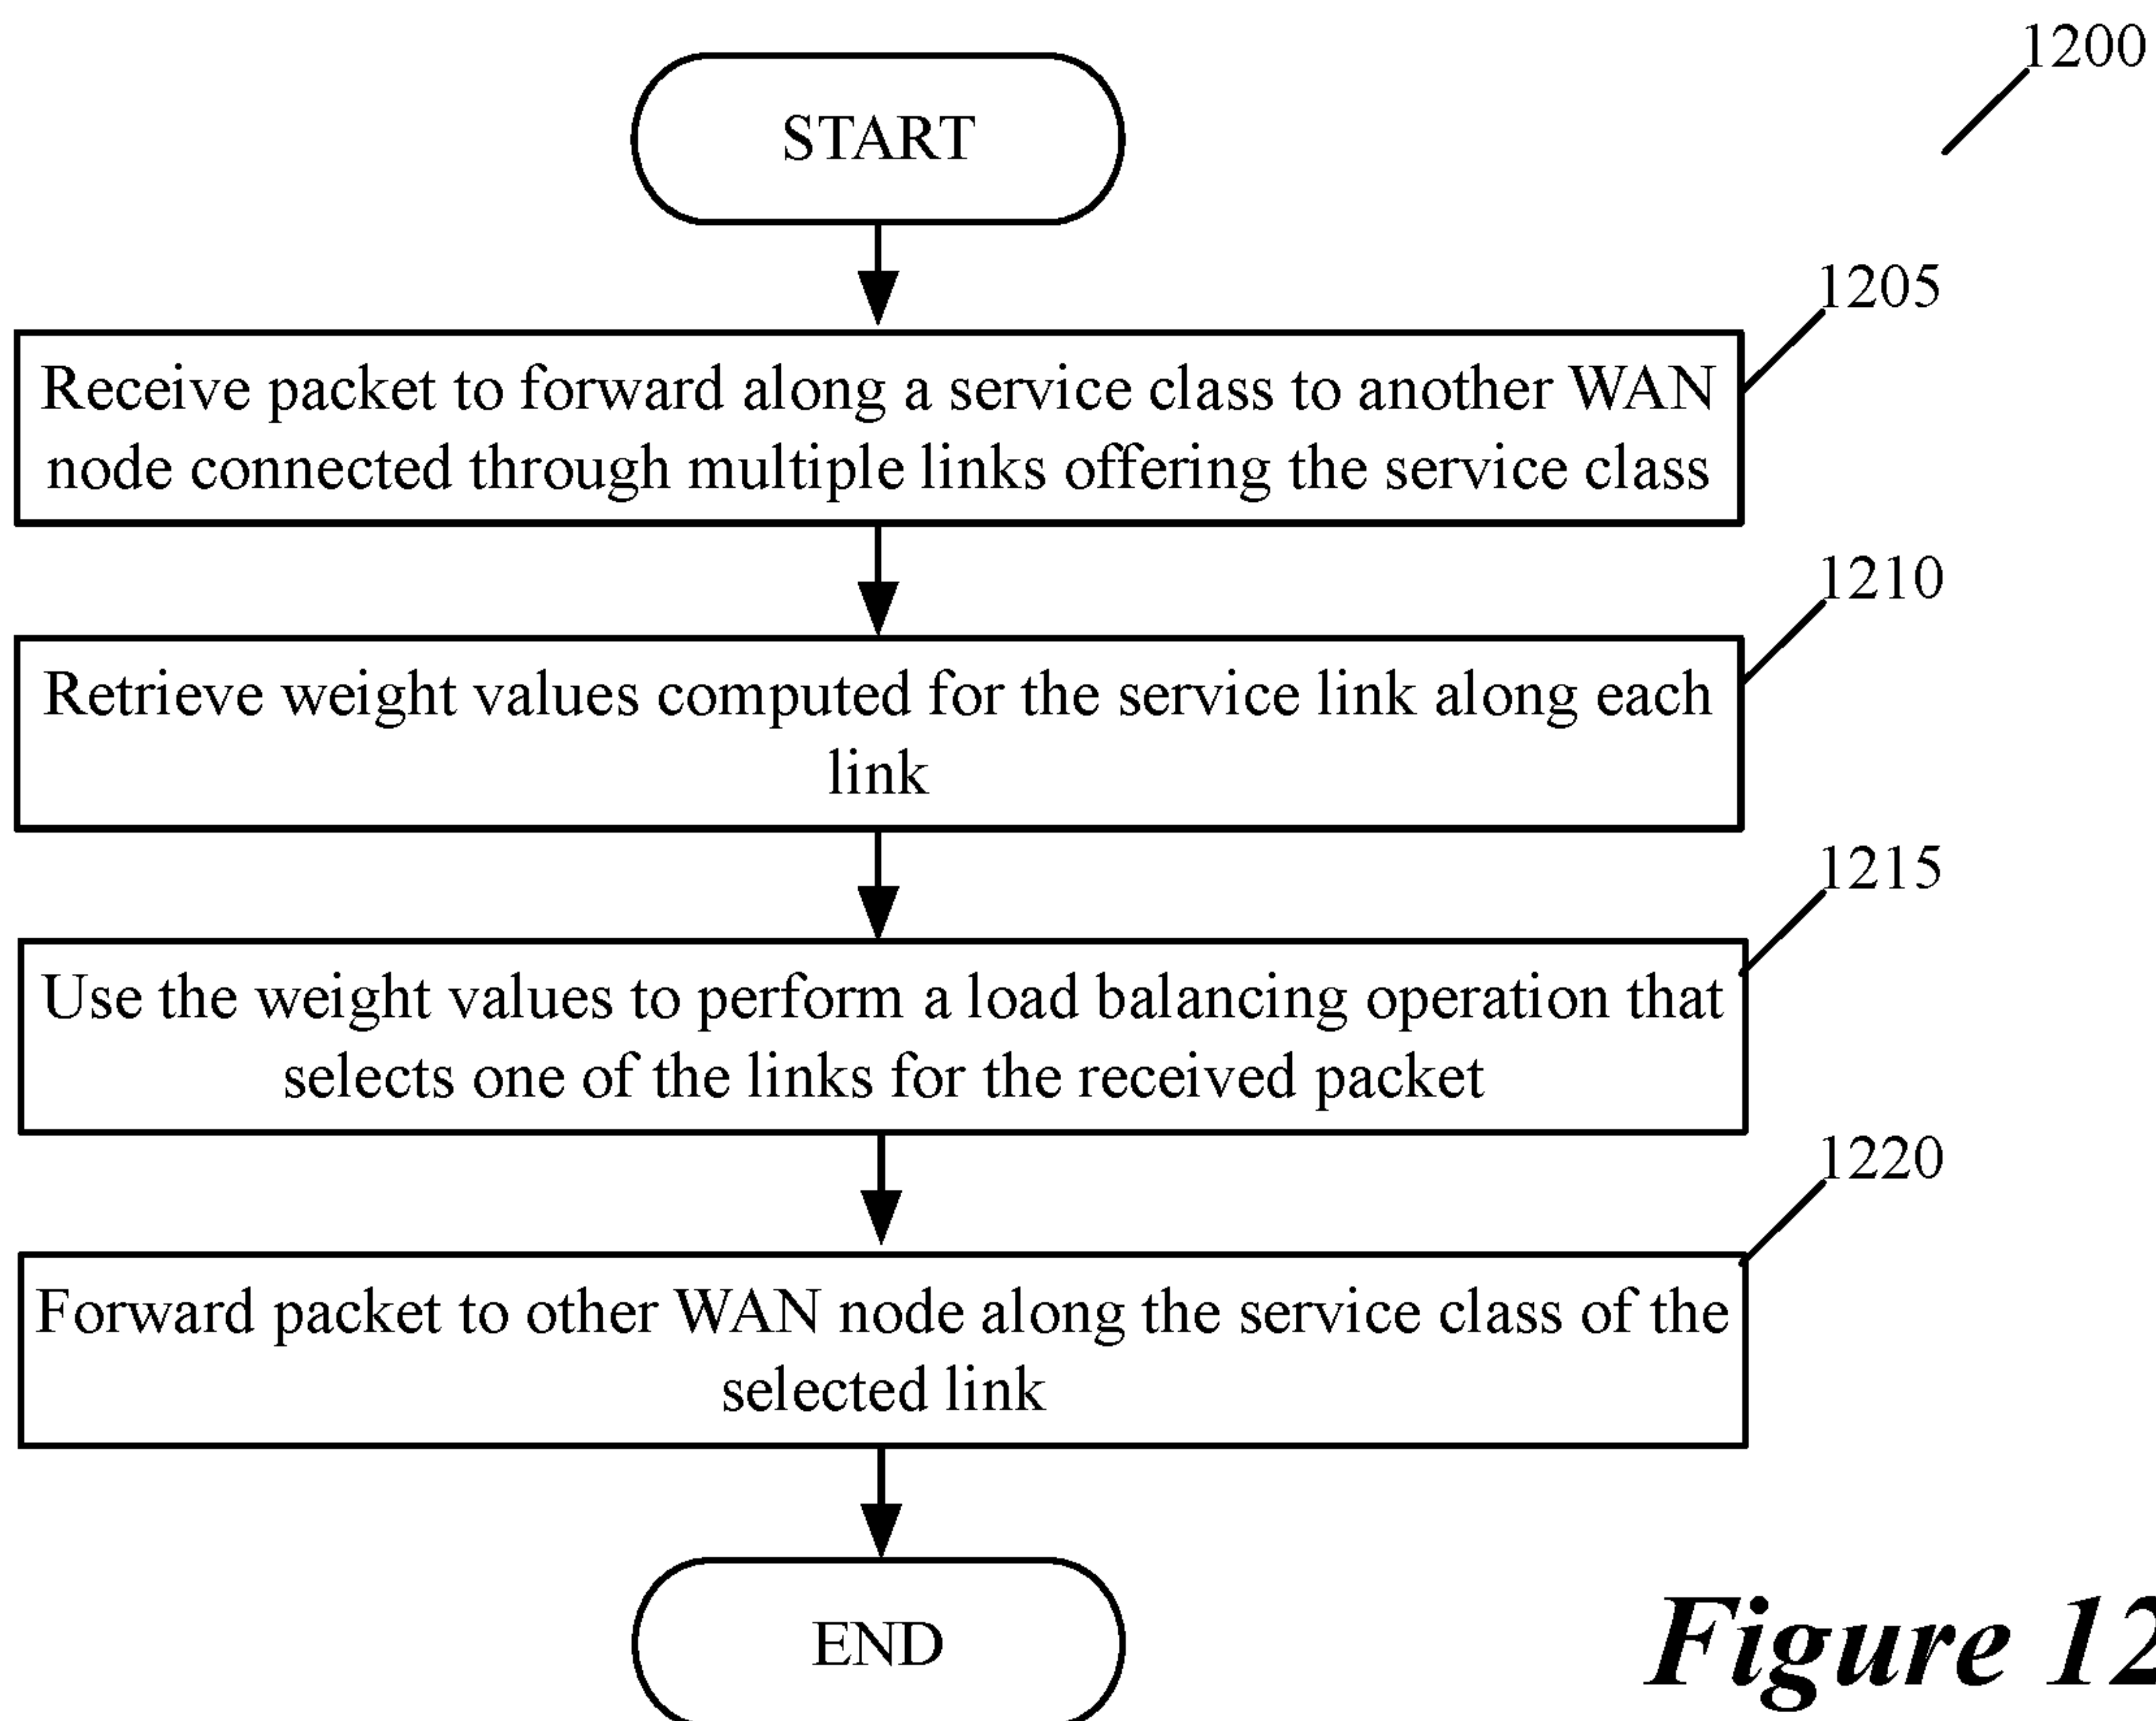 1200
START
1205
Receive packet to forward along a service class to another WAN
node connected through multiple links offering the service class
1210
Retrieve weight values computed for the service link along each
link
1215
Use the weight values to perform a load balancing operation that
selects one of the links for the received packet
1220
Forward packet to other WAN node along the service class of the
selected link
END
Figure 12